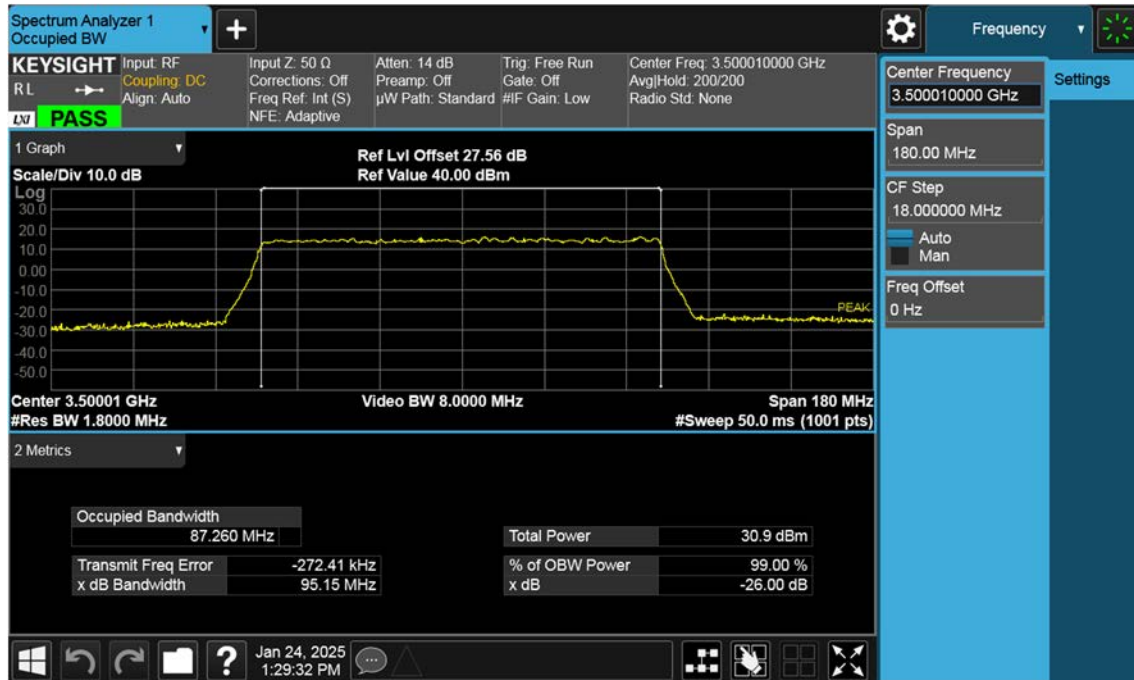 Spectrum Analyzer 1
Occupied BW
+
Frequency
KEYSIGHT
R L
LXI
PASS
Input: RF
Coupling: DC
Align: Auto
Input Z: 50 Ω
Corrections: Off
Freq Ref: Int (S)
NFE: Adaptive
Atten: 14 dB
Preamp: Off
µW Path: Standard
Trig: Free Run
Gate: Off
#IF Gain: Low
Center Freq: 3.500010000 GHz
Avg|Hold: 200/200
Radio Std: None
Center Frequency
3.500010000 GHz
Settings
Span
180.00 MHz
CF Step
18.000000 MHz
Auto
Man
Freq Offset
0 Hz
1 Graph
Scale/Div 10.0 dB
Ref Lvl Offset 27.56 dB
Ref Value 40.00 dBm
Log
30.0
20.0
10.0
0.00
-10.0
-20.0
-30.0
-40.0
-50.0
PEAK
Center 3.50001 GHz
#Res BW 1.8000 MHz
Video BW 8.0000 MHz
Span 180 MHz
#Sweep 50.0 ms (1001 pts)
2 Metrics
Occupied Bandwidth
87.260 MHz
Transmit Freq Error -272.41 kHz
x dB Bandwidth 95.15 MHz
Total Power 30.9 dBm
% of OBW Power 99.00 %
x dB -26.00 dB
?
Jan 24, 2025
1:29:32 PM